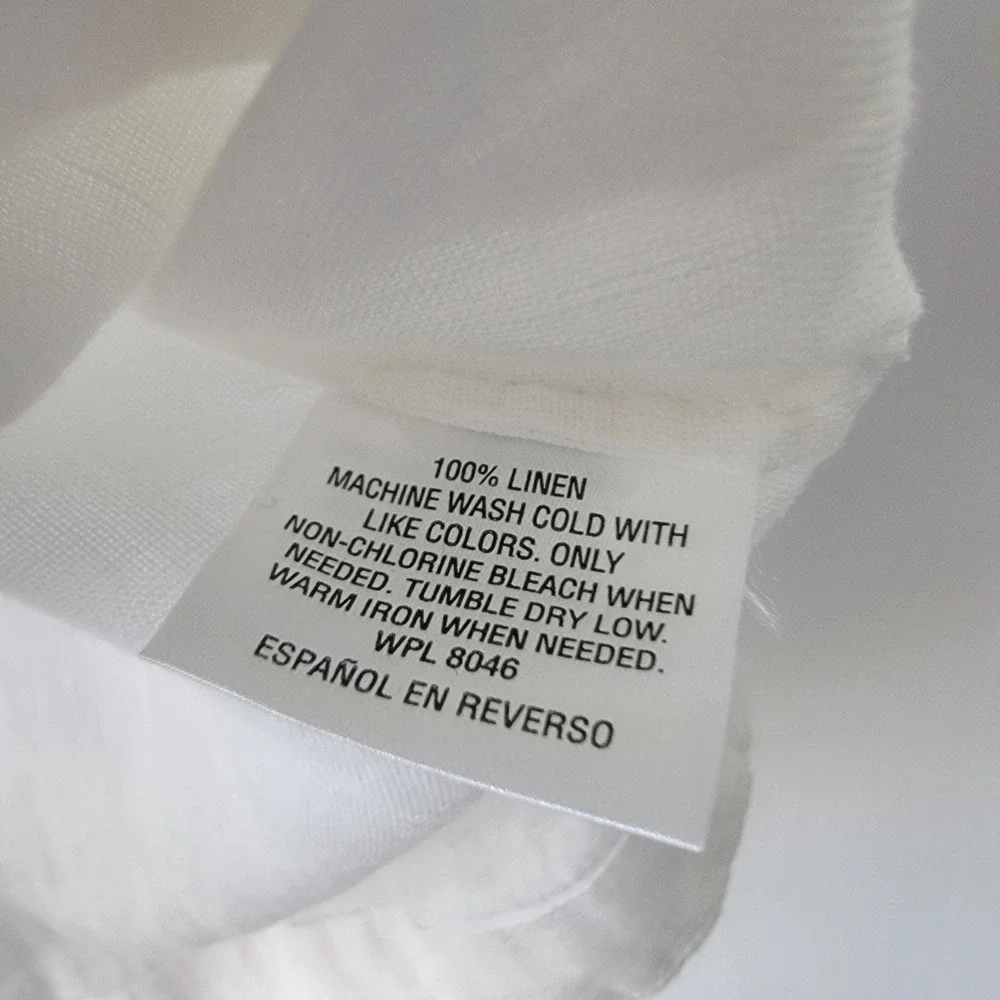 100% LINEN
MACHINE WASH COLD WITH
LIKE COLORS. ONLY
NON-CHLORINE BLEACH WHEN
NEEDED. TUMBLE DRY LOW.
WARM IRON WHEN NEEDED.
WPL 8046
ESPAÑOL EN REVERSO